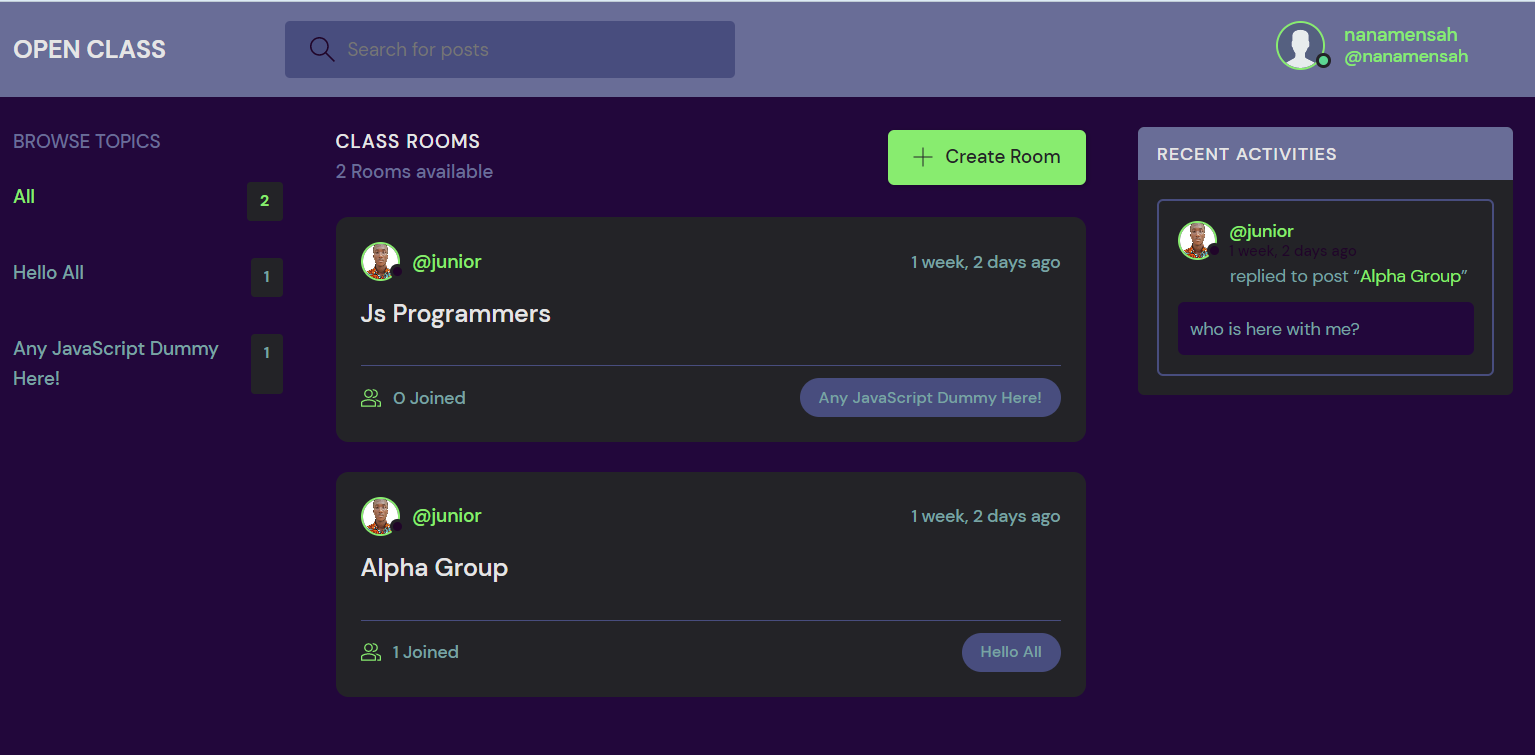 OPEN CLASS
Search for posts
nanamensah
@nanamensah
BROWSE TOPICS
All
2
Hello All
1
Any JavaScript Dummy
Here!
1
CLASS ROOMS
2 Rooms available
Create Room
@junior
1 week, 2 days ago
Js Programmers
0 Joined
Any JavaScript Dummy Here!
@junior
1 week, 2 days ago
Alpha Group
1 Joined
Hello All
RECENT ACTIVITIES
@junior
1 week, 2 days ago
replied to post “Alpha Group”
who is here with me?